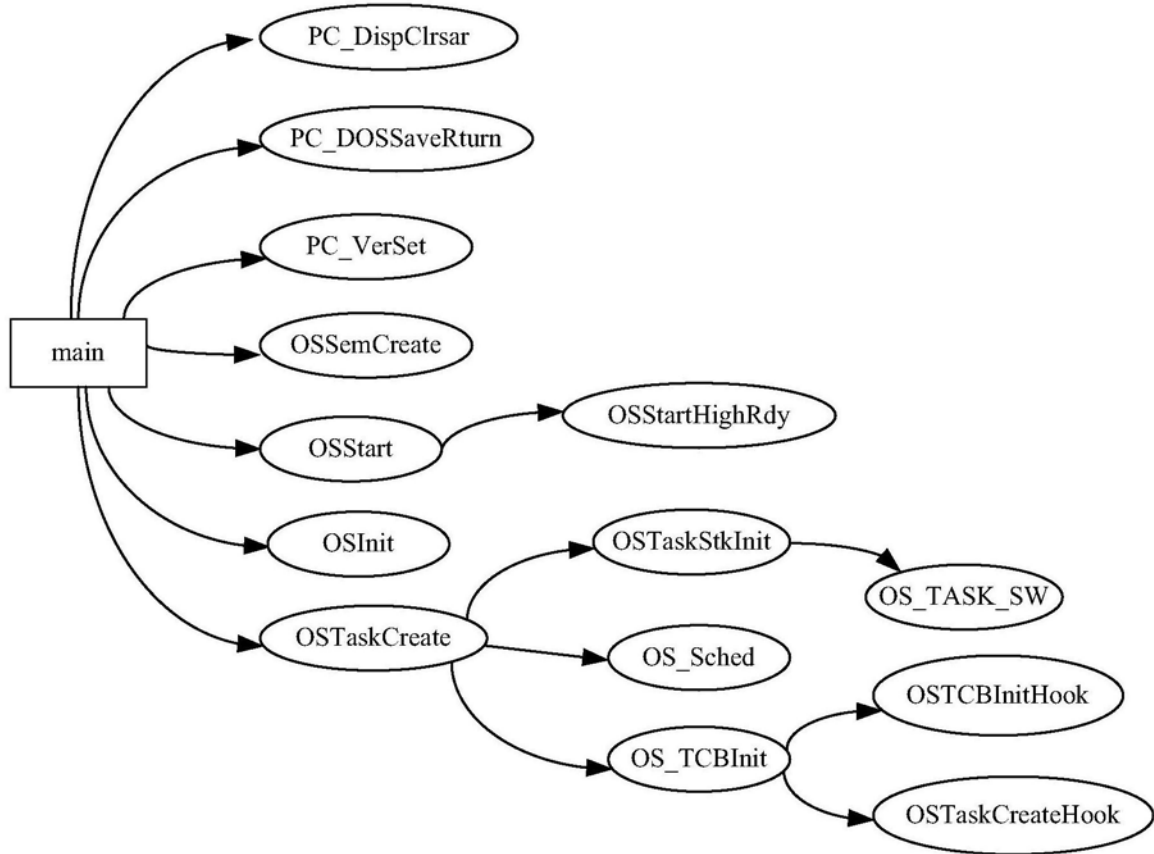 PC_DispClrsar
PC_DOSSaveRturn
PC_VerSet
main
OSSemCreate
OSStartHighRdy
OSStart
OSInit
OSTaskStkInit
OS_TASK_SW
OSTaskCreate
OS_Sched
OSTCBInitHook
OS_TCBInit
OSTaskCreateHook